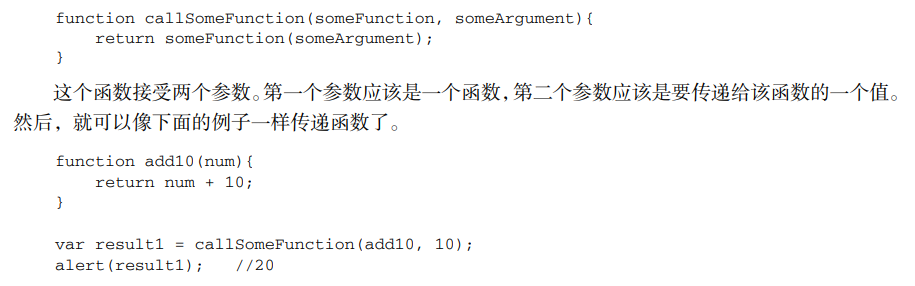 function callSomeFunction(someFunction, someArgument){
    return someFunction(someArgument);
}
这个函数接受两个参数。第一个参数应该是一个函数，第二个参数应该是要传递给该函数的一个值。
然后，就可以像下面的例子一样传递函数了。
function add10(num){
    return num + 10;
}
var result1 = callSomeFunction(add10, 10);
alert(result1);   //20